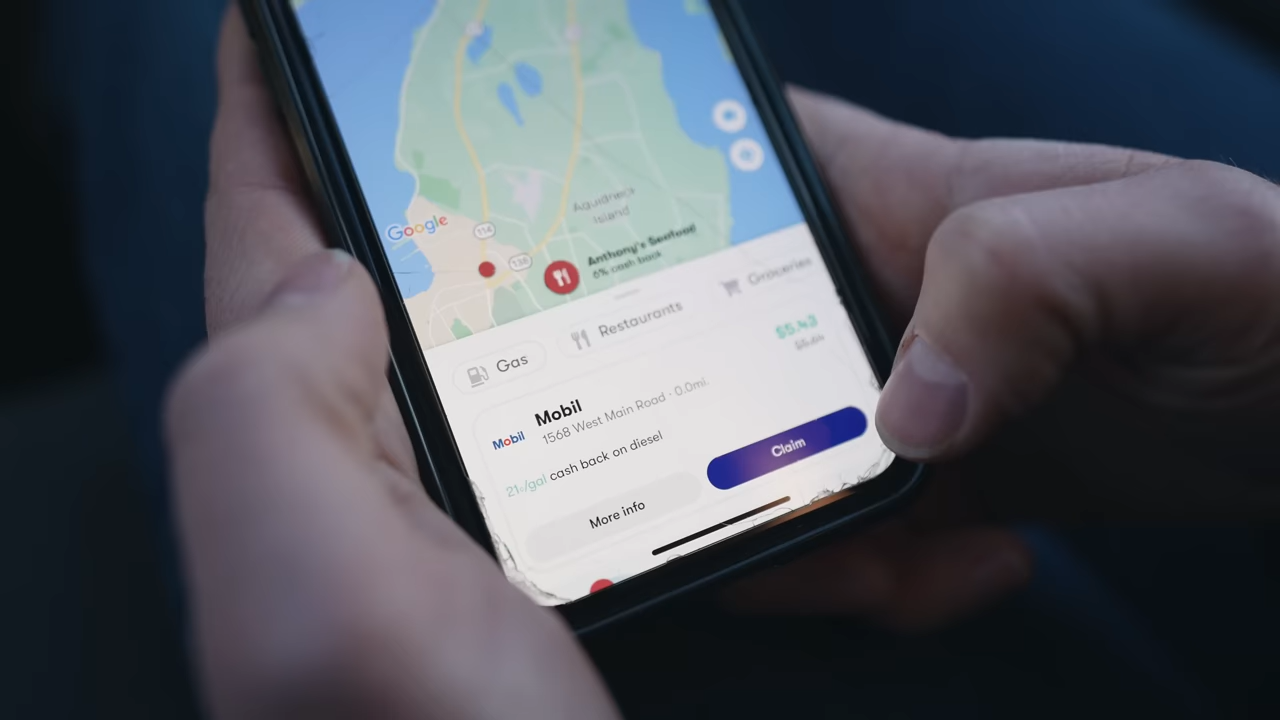 Aquidneck
Island
Google
114
138
Anthony's Seafood
6% cash back
Gas
Restaurants
Groceries
$5.43
Mobil
Mobil
1568 West Main Road · 0.0mi.
21¢/gal cash back on diesel
More info
Claim